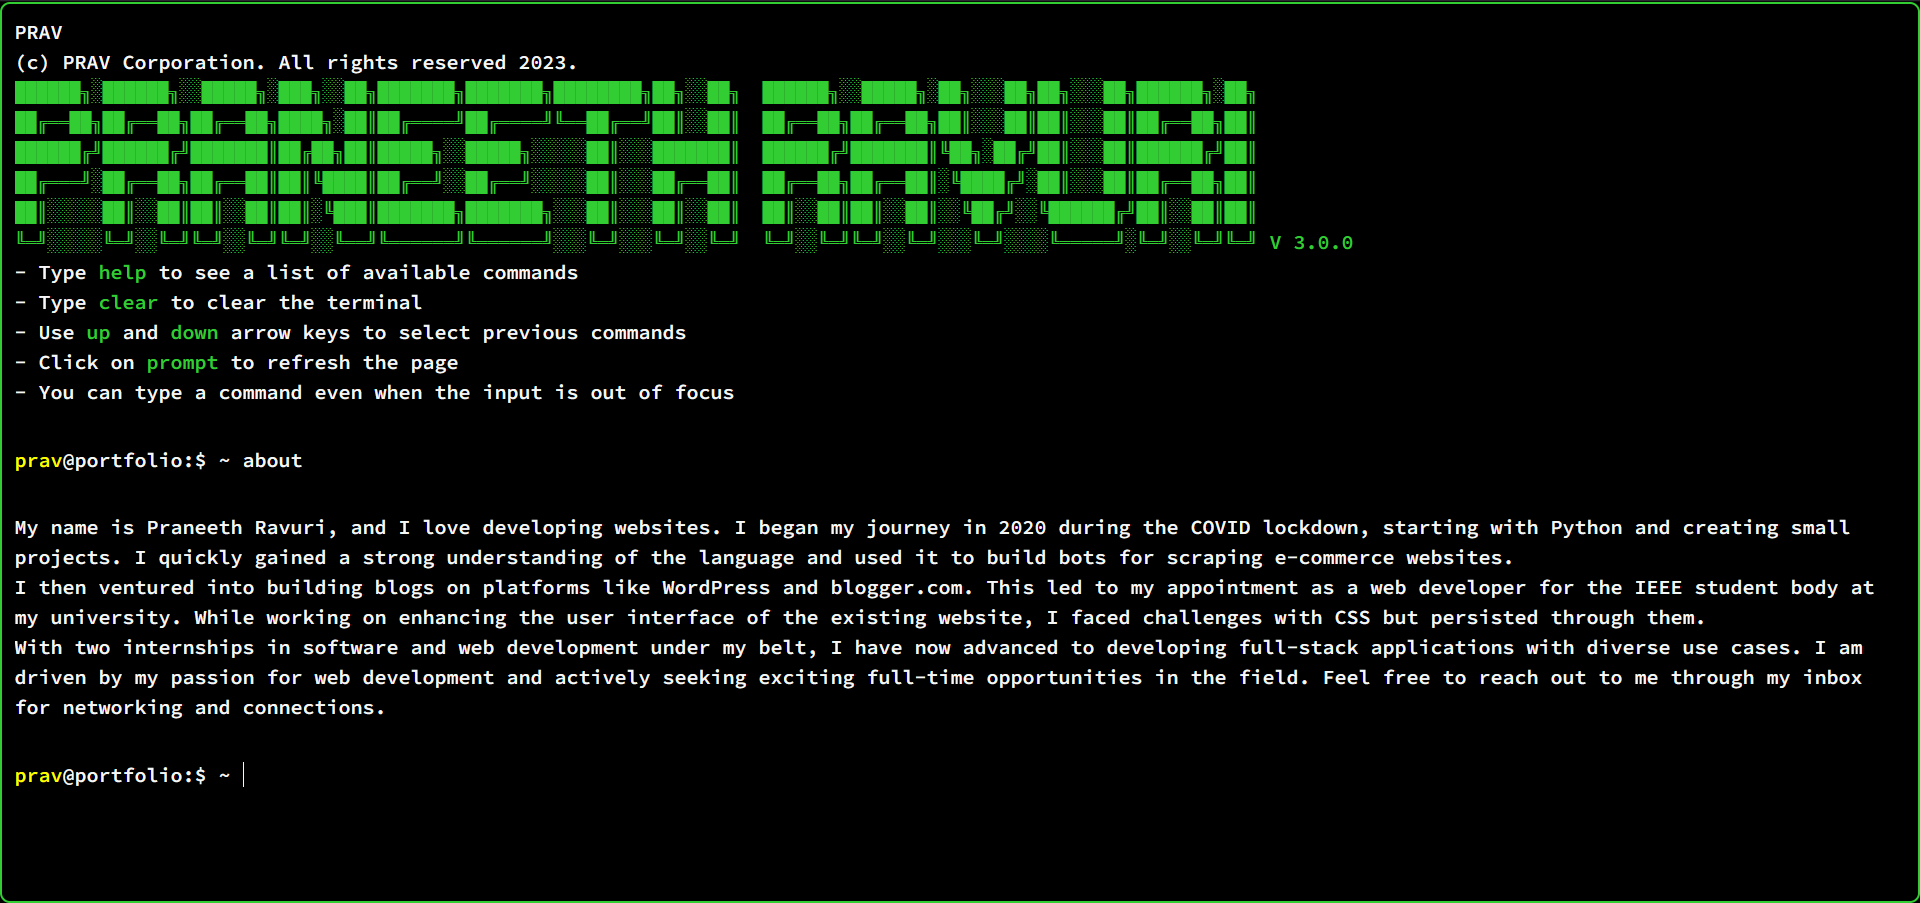 PRAV
(c) PRAV Corporation. All rights reserved 2023.
PRANEETH RAVURI
V 3.0.0
- Type help to see a list of available commands
- Type clear to clear the terminal
- Use up and down arrow keys to select previous commands
- Click on prompt to refresh the page
- You can type a command even when the input is out of focus
prav@portfolio:$ ~ about
My name is Praneeth Ravuri, and I love developing websites. I began my journey in 2020 during the COVID lockdown, starting with Python and creating small
projects. I quickly gained a strong understanding of the language and used it to build bots for scraping e-commerce websites.
I then ventured into building blogs on platforms like WordPress and blogger.com. This led to my appointment as a web developer for the IEEE student body at
my university. While working on enhancing the user interface of the existing website, I faced challenges with CSS but persisted through them.
With two internships in software and web development under my belt, I have now advanced to developing full-stack applications with diverse use cases. I am
driven by my passion for web development and actively seeking exciting full-time opportunities in the field. Feel free to reach out to me through my inbox
for networking and connections.
prav@portfolio:$ ~